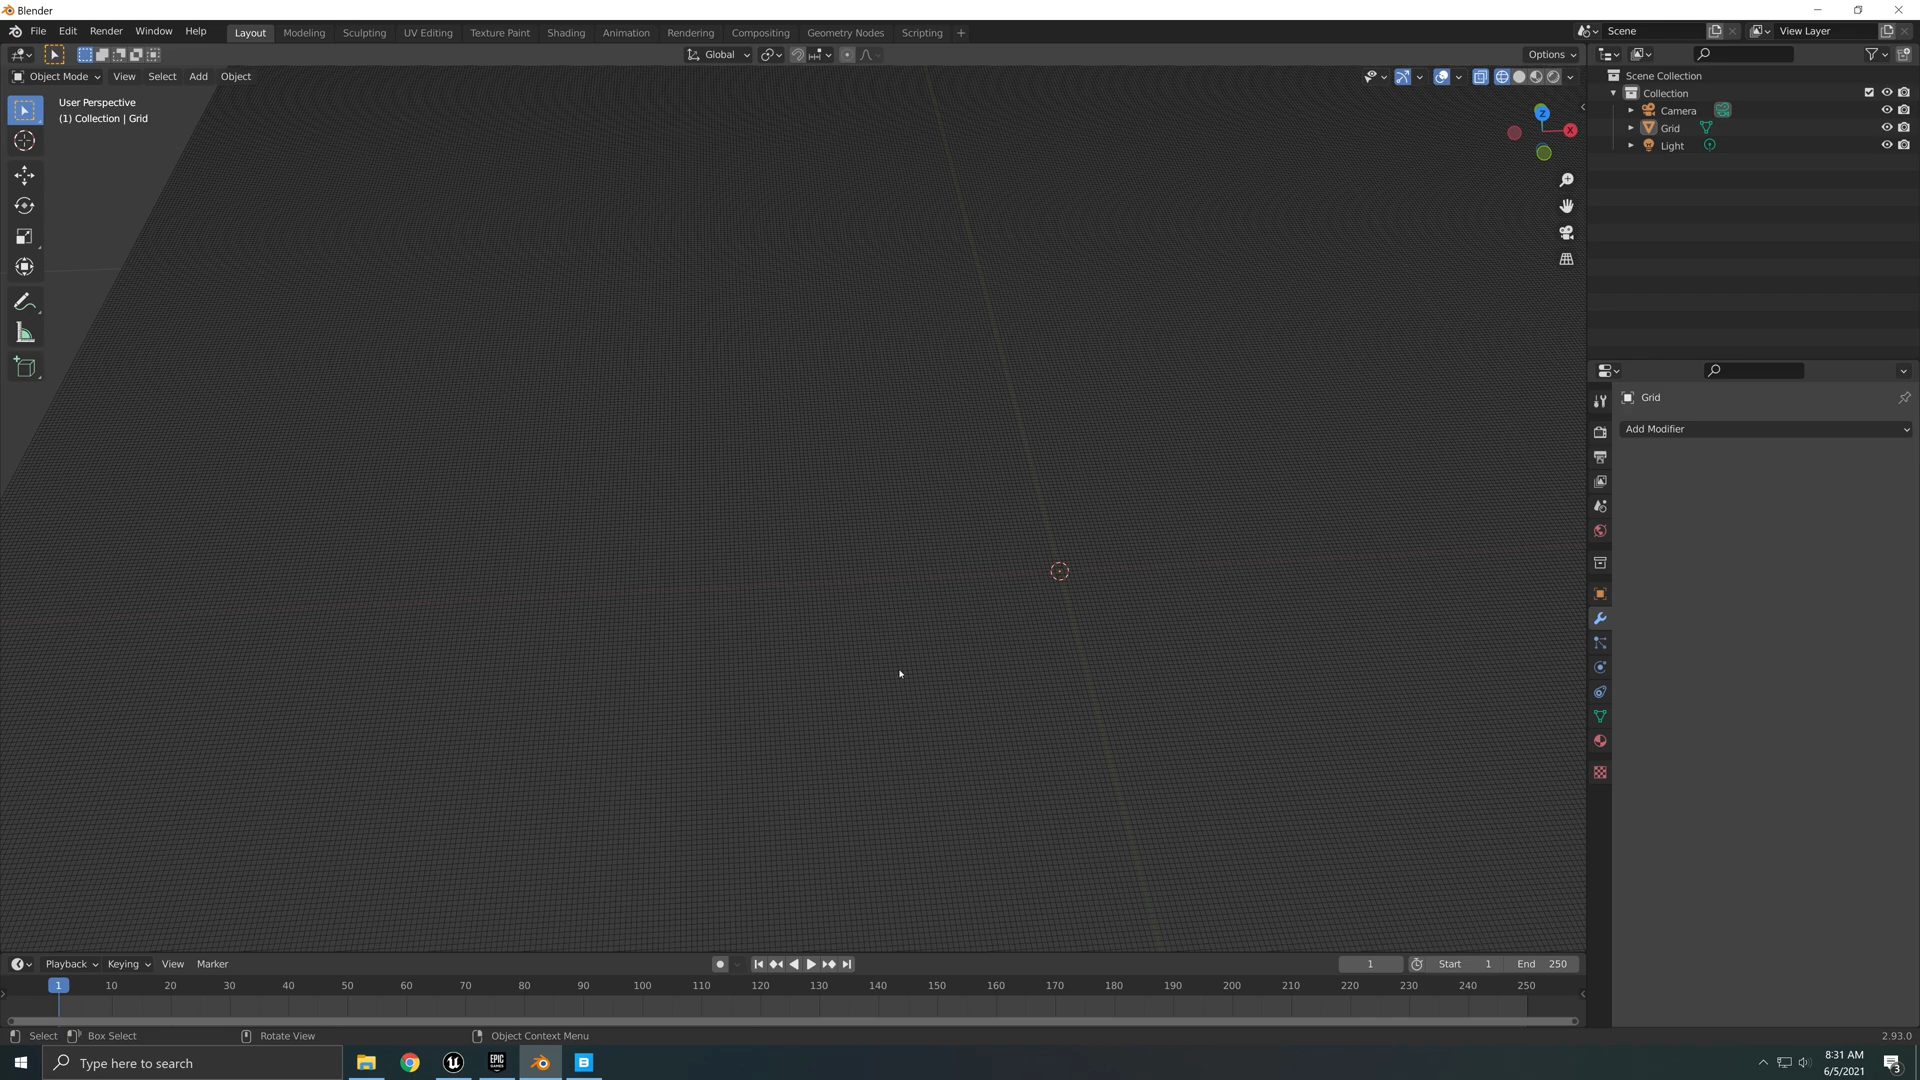 Blender
File Edit Render Window Help Layout Modeling Sculpting UV Editing Texture Paint Shading Animation Rendering Compositing Geometry Nodes Scripting + Scene View Layer
Global Options
Object Mode View Select Add Object
User Perspective
(1) Collection | Grid
Z
X
Scene Collection
Collection
Camera
Grid
Light
Grid
Add Modifier
Playback Keying View Marker 1 Start 1 End 250
1 10 20 30 40 50 60 70 80 90 100 110 120 130 140 150 160 170 180 190 200 210 220 230 240 250
Select Box Select Rotate View Object Context Menu 2.93.0
Type here to search
EPIC
GAMES
B
8:31 AM
6/5/2021
3